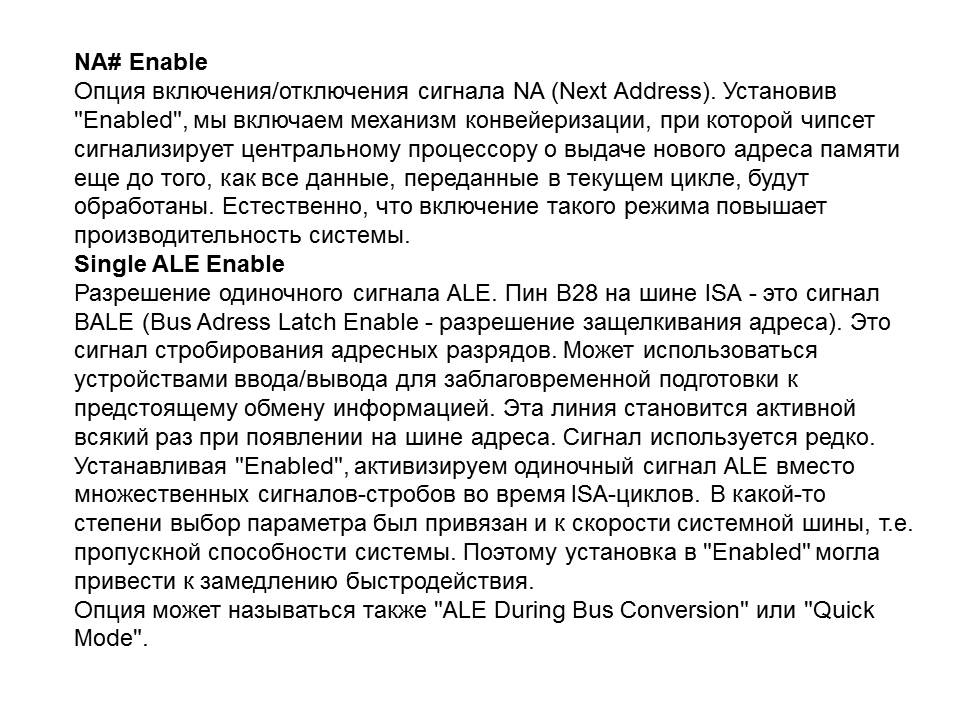 NA# Enable
Опция включения/отключения сигнала NA (Next Address). Установив
"Enabled", мы включаем механизм конвейеризации, при которой чипсет
сигнализирует центральному процессору о выдаче нового адреса памяти
еще до того, как все данные, переданные в текущем цикле, будут
обработаны. Естественно, что включение такого режима повышает
производительность системы.
Single ALE Enable
Разрешение одиночного сигнала ALE. Пин B28 на шине ISA - это сигнал
BALE (Bus Adress Latch Enable - разрешение защелкивания адреса). Это
сигнал стробирования адресных разрядов. Может использоваться
устройствами ввода/вывода для заблаговременной подготовки к
предстоящему обмену информацией. Эта линия становится активной
всякий раз при появлении на шине адреса. Сигнал используется редко.
Устанавливая "Enabled", активизируем одиночный сигнал ALE вместо
множественных сигналов-стробов во время ISA-циклов. В какой-то
степени выбор параметра был привязан и к скорости системной шины, т.е.
пропускной способности системы. Поэтому установка в "Enabled" могла
привести к замедлению быстродействия.
Опция может называться также "ALE During Bus Conversion" или "Quick
Mode".